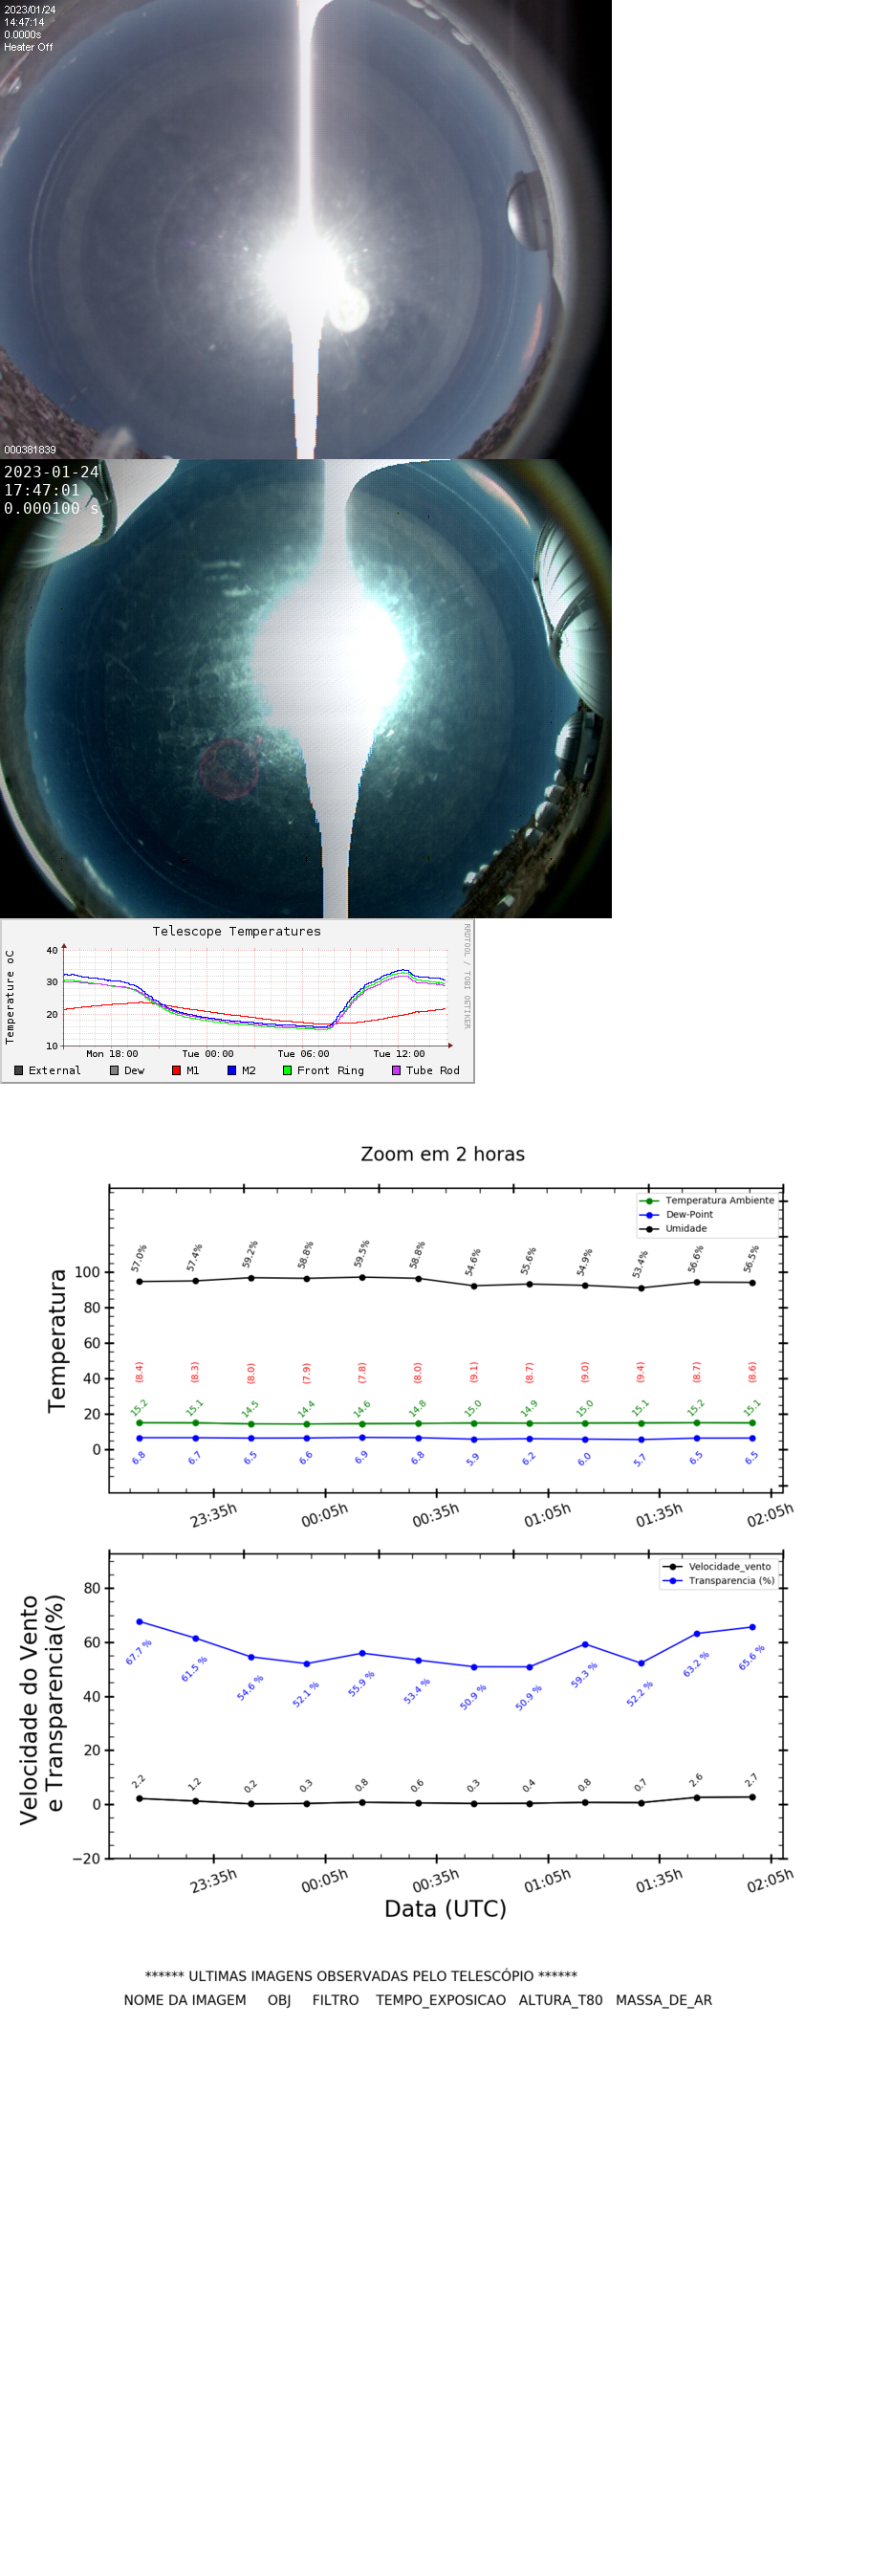 2023/01/24
14:47:14
0.0000s
Heater Off
000381839
2023-01-24
17:47:01
0.000100 s
Telescope Temperatures
RRDTOOL / TOBI OETIKER
Temperature oC
40
30
20
10
Mon 18:00 Tue 00:00 Tue 06:00 Tue 12:00
External Dew M1 M2 Front Ring Tube Rod
Zoom em 2 horas
Temperatura Ambiente
Dew-Point
Umidade
57.0% 57.4% 59.2% 58.8% 59.5% 58.8% 54.6% 55.6% 54.9% 53.4% 56.6% 56.5%
Temperatura
100
80
60
40
20
0
(8.4) (8.3) (8.0) (7.9) (7.8) (8.0) (9.1) (8.7) (9.0) (9.4) (8.7) (8.6)
15.2 15.1 14.5 14.4 14.6 14.8 15.0 14.9 15.0 15.1 15.2 15.1
6.8 6.7 6.5 6.6 6.9 6.8 5.9 6.2 6.0 5.7 6.5 6.5
23:35h 00:05h 00:35h 01:05h 01:35h 02:05h
Velocidade_vento
Transparencia (%)
Velocidade do Vento
e Transparencia(%)
80
60
40
20
0
−20
67.7 % 61.5 % 54.6 % 52.1 % 55.9 % 53.4 % 50.9 % 50.9 % 59.3 % 52.2 % 63.2 % 65.6 %
2.2 1.2 0.2 0.3 0.8 0.6 0.3 0.4 0.8 0.7 2.6 2.7
23:35h 00:05h 00:35h 01:05h 01:35h 02:05h
Data (UTC)
****** ULTIMAS IMAGENS OBSERVADAS PELO TELESCÓPIO ******
NOME DA IMAGEM OBJ FILTRO TEMPO_EXPOSICAO ALTURA_T80 MASSA_DE_AR